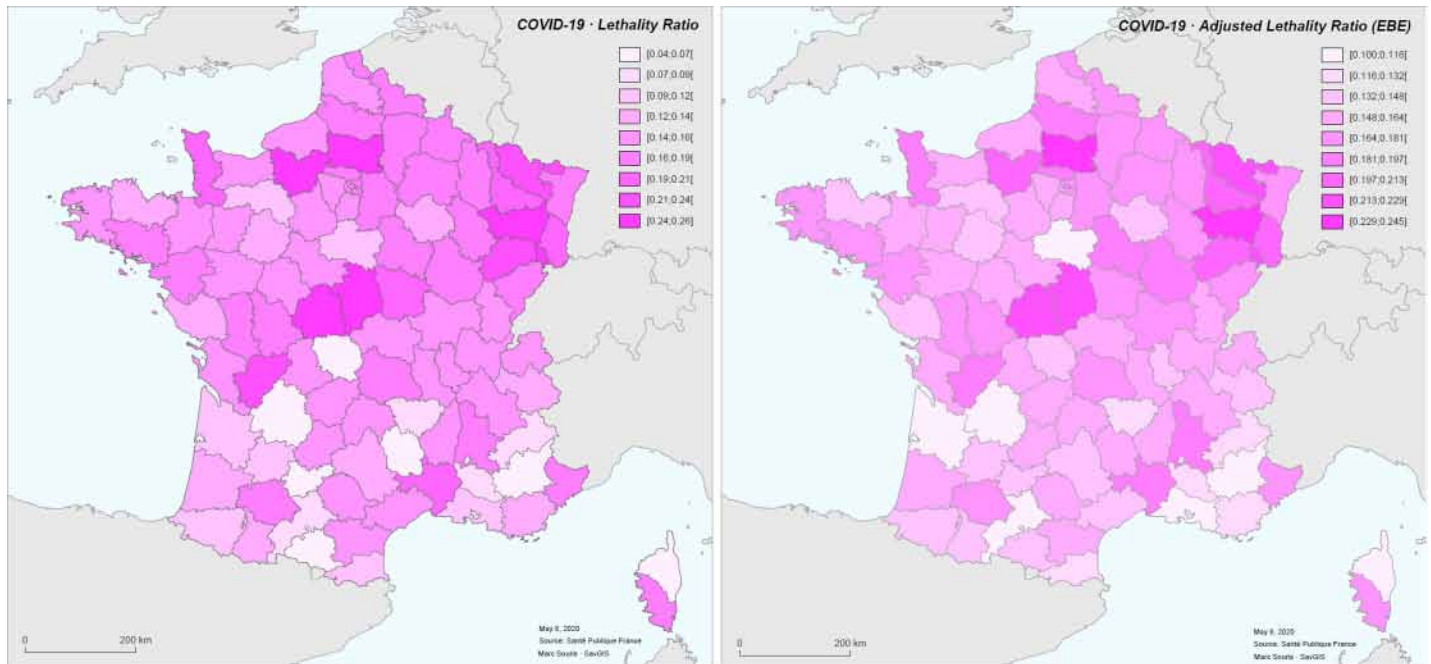 COVID-19 · Lethality Ratio
[0.04;0.07[
[0.07;0.09[
[0.09;0.12[
[0.12;0.14[
[0.14;0.16[
[0.16;0.19[
[0.19;0.21[
[0.21;0.24[
[0.24;0.26[
May 8, 2020
Source: Santé Publique France
Marc Souris - SavGIS
0 200 km
COVID-19 · Adjusted Lethality Ratio (EBE)
[0.100;0.116[
[0.116;0.132[
[0.132;0.148[
[0.148;0.164[
[0.164;0.181[
[0.181;0.197[
[0.197;0.213[
[0.213;0.229[
[0.229;0.245[
May 8, 2020
Source: Santé Publique France
Marc Souris - SavGIS
0 200 km